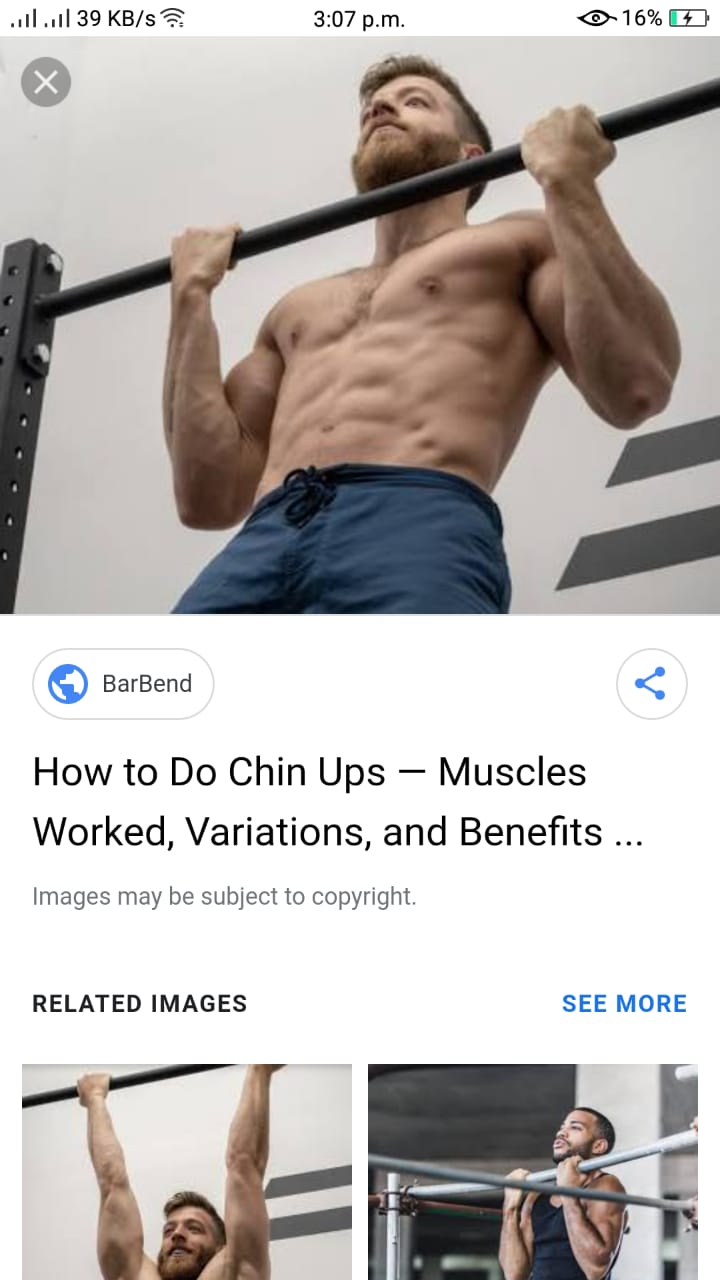 39 KB/s 3:07 p.m. 16%
BarBend
How to Do Chin Ups — Muscles
Worked, Variations, and Benefits ...
Images may be subject to copyright.
RELATED IMAGES SEE MORE